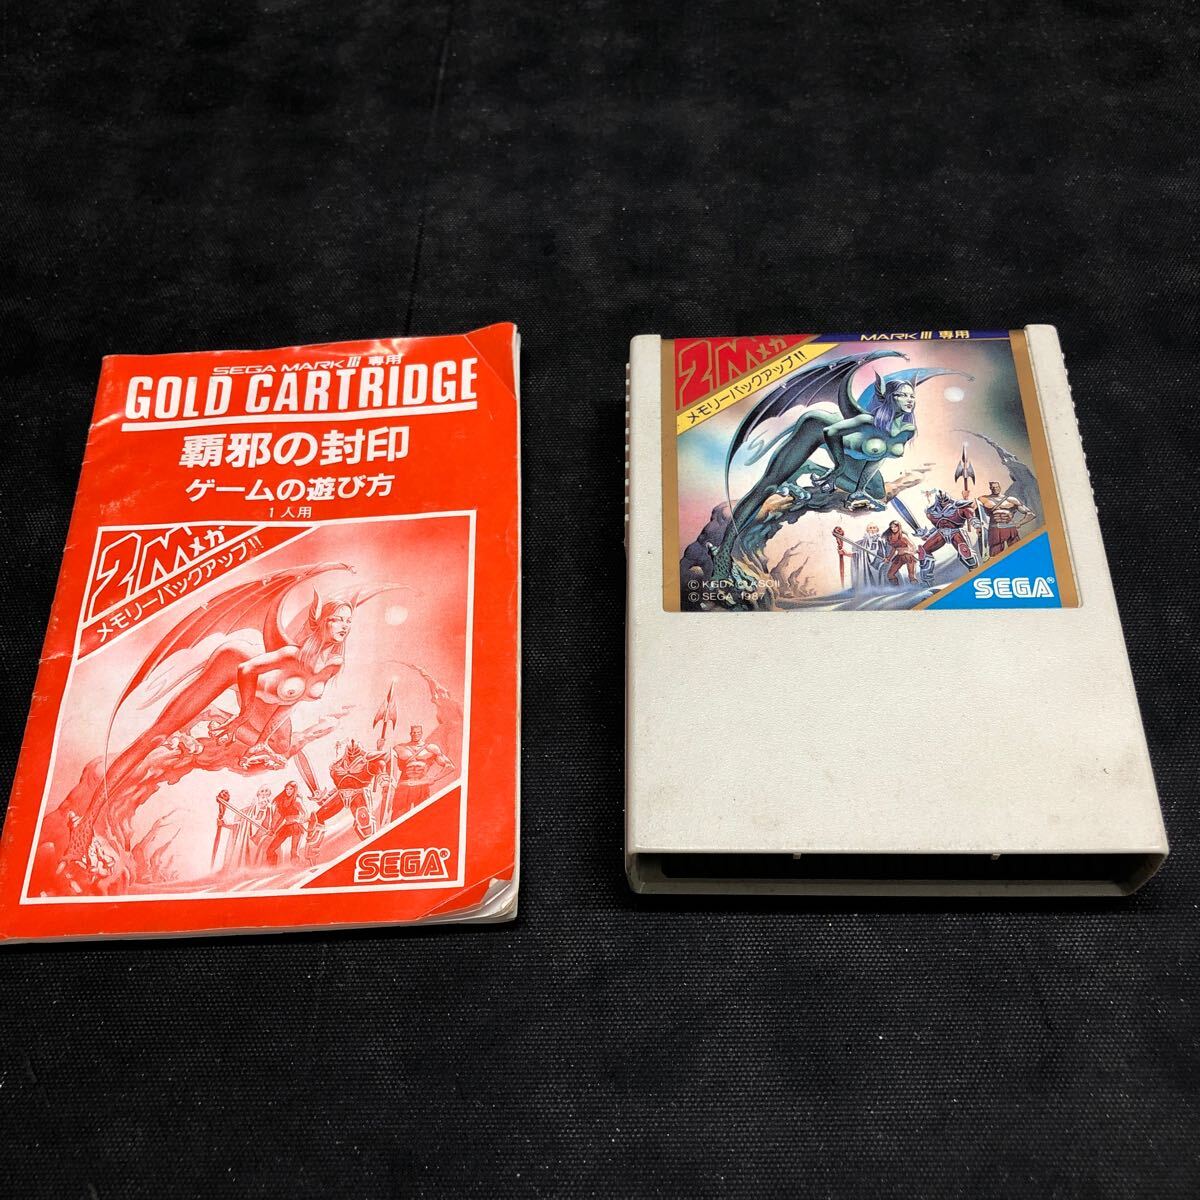 SEGA MARK III 専用
GOLD CARTRIDGE
覇邪の封印
ゲームの遊び方
1人用
2Mメガ
メモリーバックアップ!!
SEGA®
2Mメガ
メモリーバックアップ!!
MARK III 専用
© KGD/ ASCII
© SEGA 1987
SEGA®